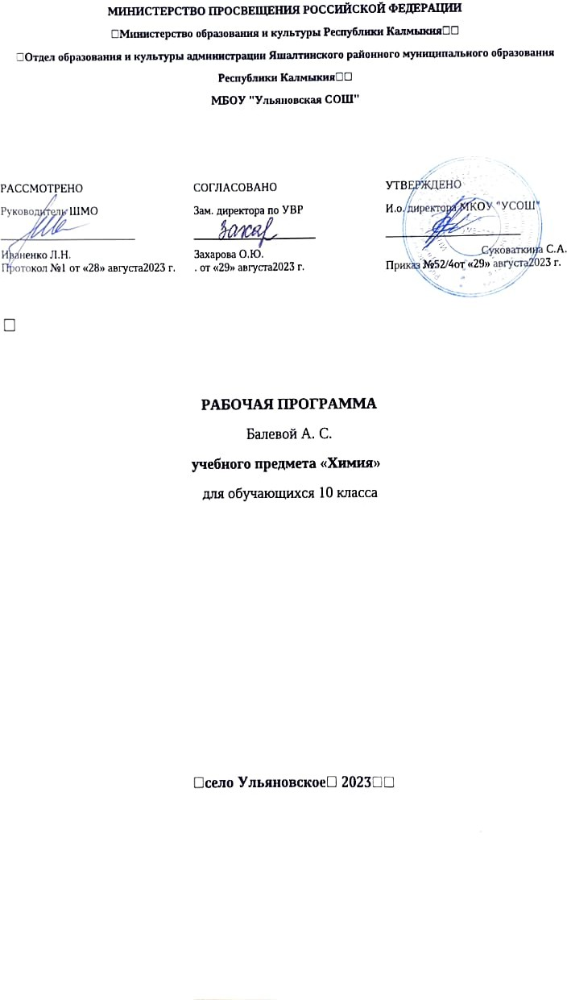 МИНИСТЕРСТВО ПРОСВЕЩЕНИЯ РОССИЙСКОЙ ФЕДЕРАЦИИ
□Министерство образования и культуры Республики Калмыкия□□
□Отдел образования и культуры администрации Яшалтинского районного муниципального образования
Республики Калмыкия□□
МБОУ "Ульяновская СОШ"
РАССМОТРЕНО
Руководитель ШМО
Иваненко Л.Н.
Протокол №1 от «28» августа2023 г.
СОГЛАСОВАНО
Зам. директора по УВР
Захар
Захарова О.Ю.
. от «29» августа2023 г.
УТВЕРЖДЕНО
И.о. директора МКОУ "УСОШ"
Суковаткина С.А.
Приказ №52/4от «29» августа2023 г.
□
РАБОЧАЯ ПРОГРАММА
Балевой А. С.
учебного предмета «Химия»
для обучающихся 10 класса
□село Ульяновское□ 2023□□